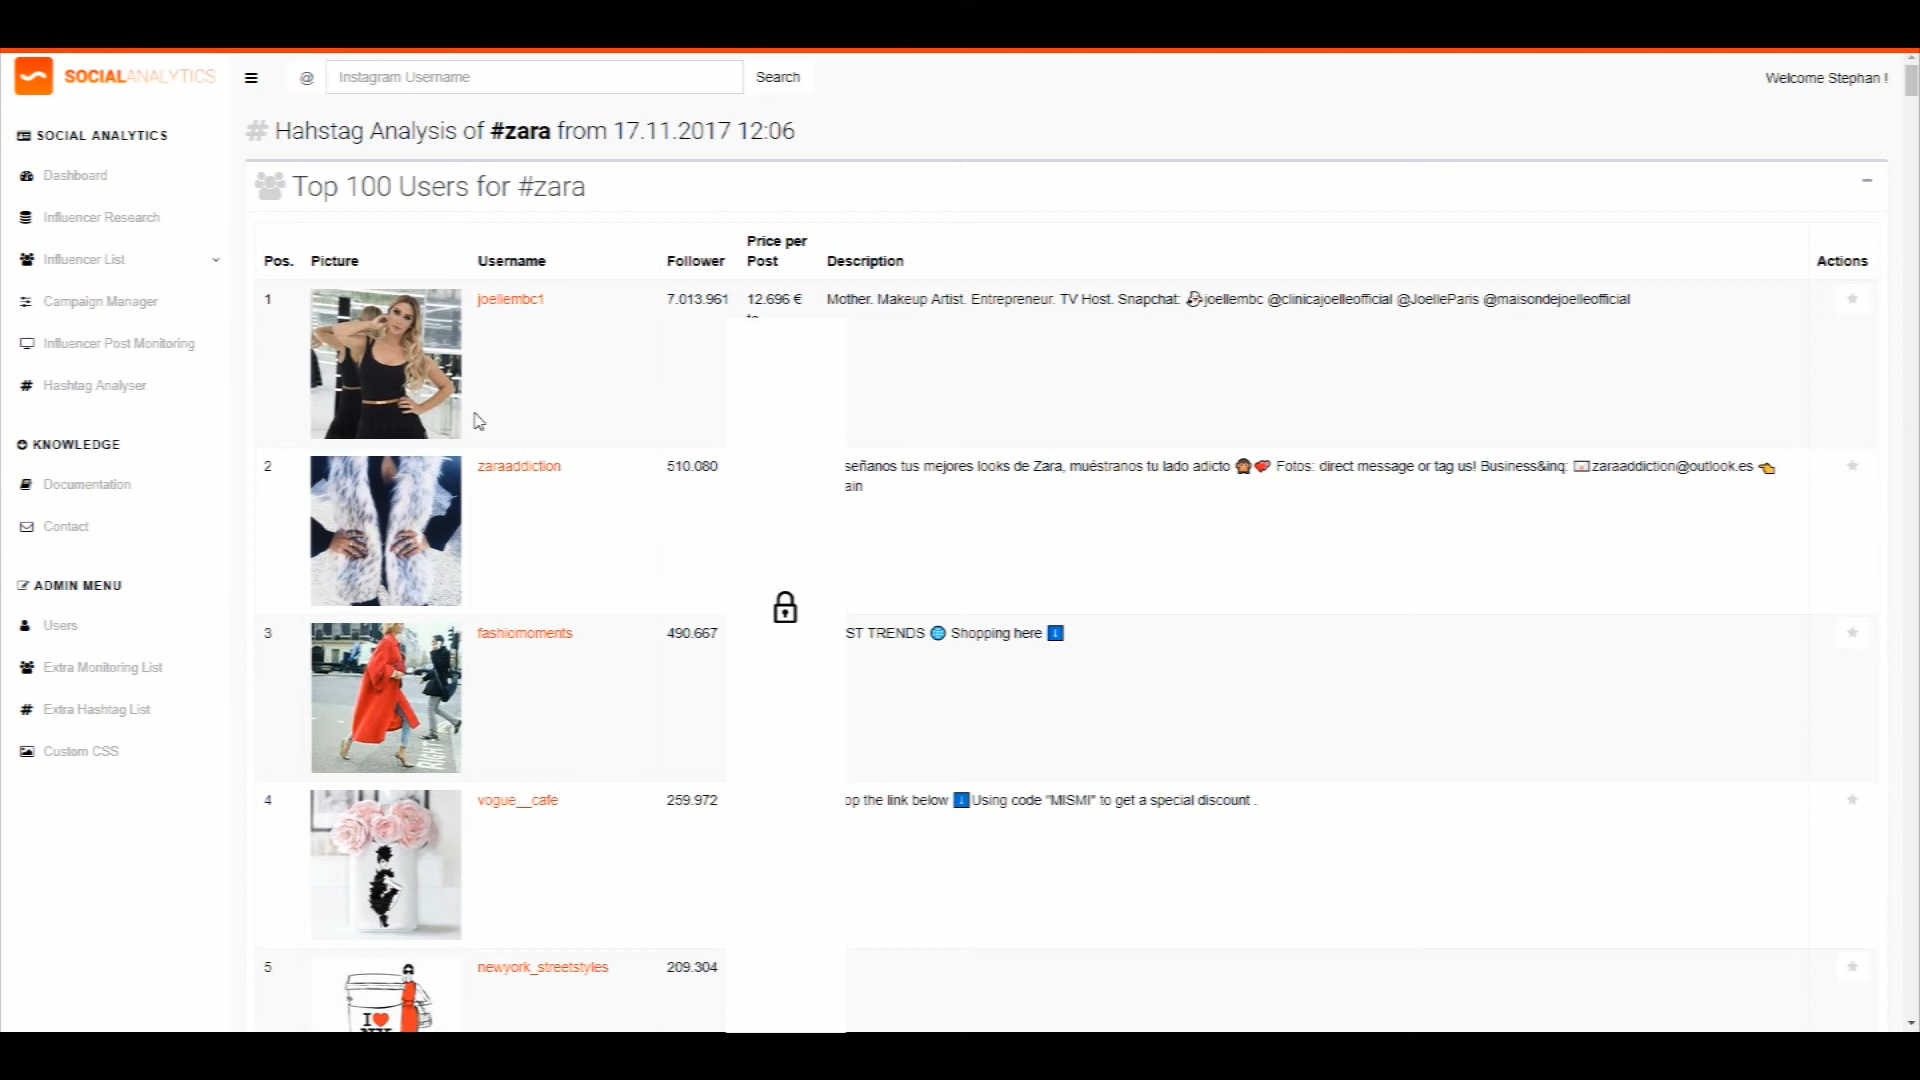 SOCIALANALYTICS
@ Instagram Username Search
Welcome Stephan !
SOCIAL ANALYTICS
Dashboard
Influencer Research
Influencer List
Campaign Manager
Influencer Post Monitoring
# Hashtag Analyser
KNOWLEDGE
Documentation
Contact
ADMIN MENU
Users
Extra Monitoring List
# Extra Hashtag List
Custom CSS
# Hahstag Analysis of #zara from 17.11.2017 12:06
Top 100 Users for #zara
Pos. Picture Username Follower Price per Post Description Actions
1 joellembc1 7.013.961 12.696 € Mother. Makeup Artist. Entrepreneur. TV Host. Snapchat: 👻joellembc @clinicajoelleofficial @JoelleParis @maisondejoelleofficial
2 zaraaddiction 510.080 señanos tus mejores looks de Zara, muéstranos tu lado adicto 🙊💕 Fotos: direct message or tag us! Business&inq: 💌zaraaddiction@outlook.es 👈
ain
3 fashiomoments 490.667 ST TRENDS 🌐 Shopping here ⬇
RIGHT
4 vogue__cafe 259.972 op the link below ⬇Using code "MISMI" to get a special discount .
5 newyork_streetstyles 209.304
I❤